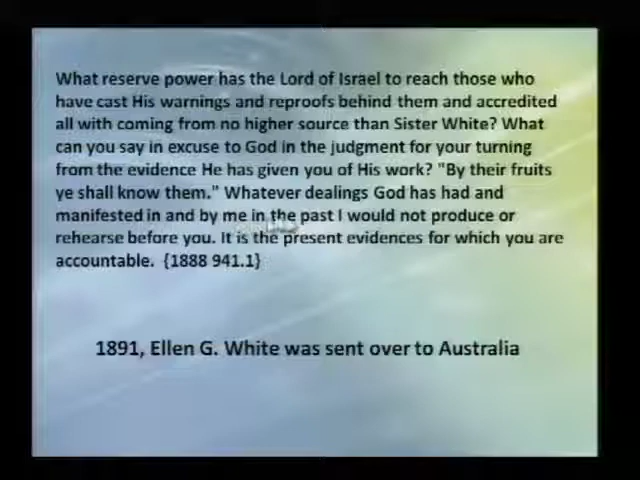 What reserve power has the Lord of Israel to reach those who
have cast His warnings and reproofs behind them and accredited
all with coming from no higher source than Sister White? What
can you say in excuse to God in the judgment for your turning
from the evidence He has given you of His work? "By their fruits
ye shall know them." Whatever dealings God has had and
manifested in and by me in the past I would not produce or
rehearse before you. It is the present evidences for which you are
accountable. {1888 941.1}
1891, Ellen G. White was sent over to Australia